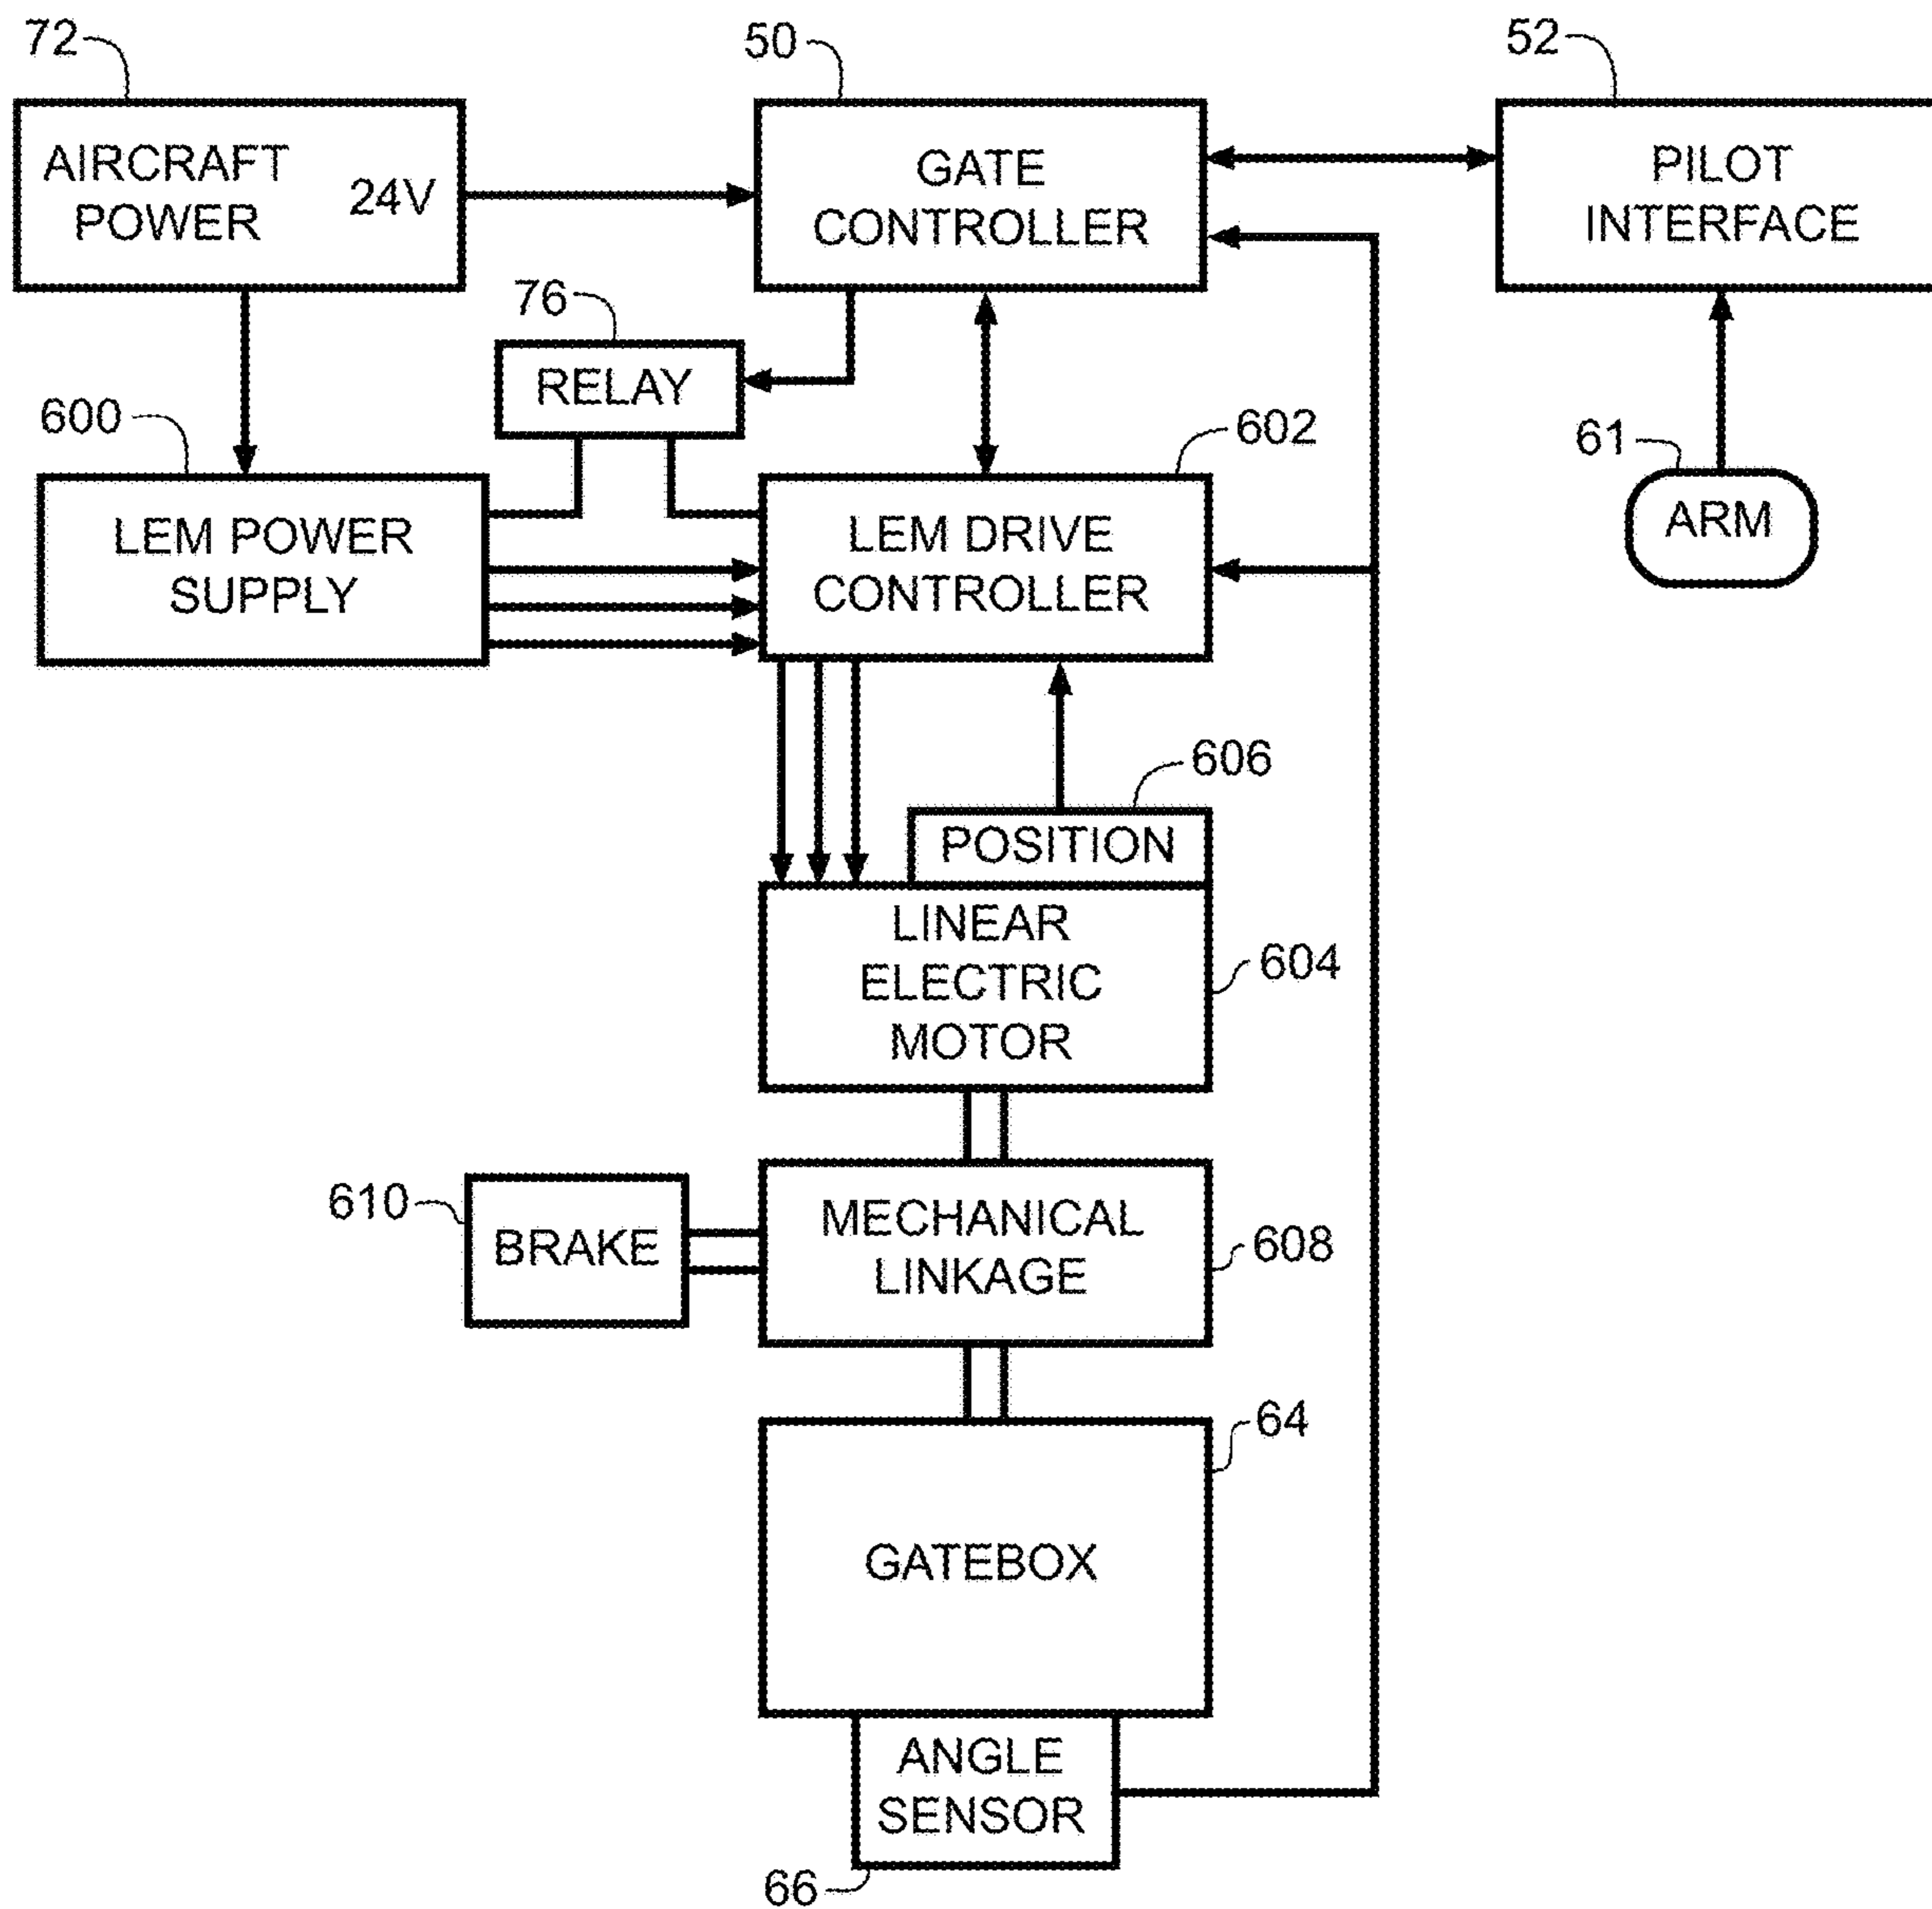 72
50
52
AIRCRAFT
POWER
24V
GATE
CONTROLLER
PILOT
INTERFACE
76
RELAY
600
602
61
LEM POWER
SUPPLY
LEM DRIVE
CONTROLLER
ARM
606
POSITION
LINEAR
ELECTRIC
MOTOR
604
610
BRAKE
MECHANICAL
LINKAGE
608
64
GATEBOX
ANGLE
SENSOR
66